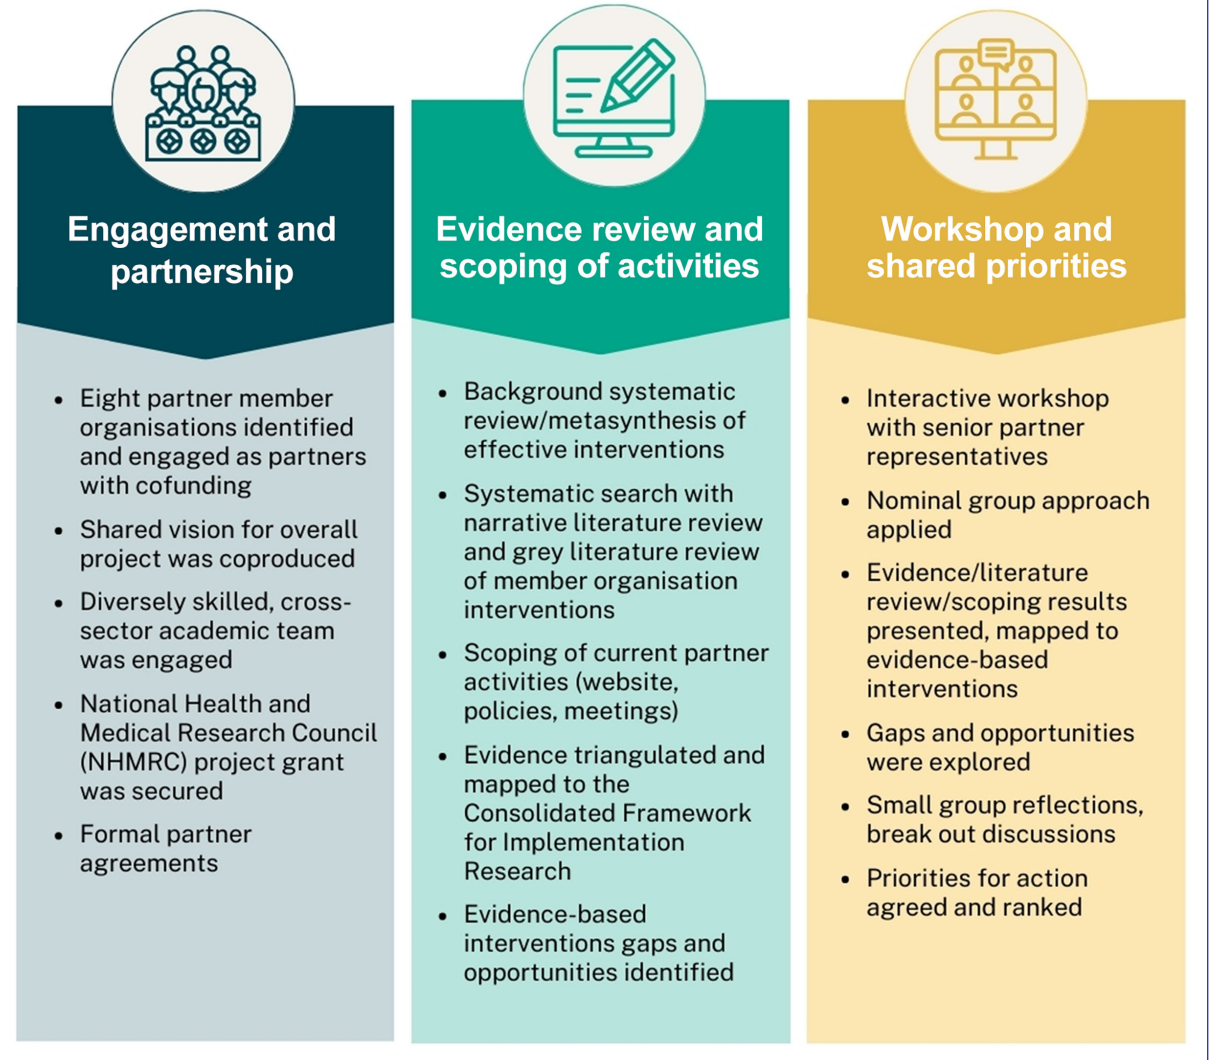 Engagement and
partnership
Eight partner member
organisations identified
and engaged as partners
with cofunding
Shared vision for overall
project was coproduced
Diversely skilled, cross-
sector academic team
was engaged
National Health and
Medical Research Council
(NHMRC) project grant
was secured
Formal partner
agreements
Evidence review and
scoping of activities
Background systematic
review/metasynthesis of
effective interventions
Systematic search with
narrative literature review
and grey literature review
of member organisation
interventions
Scoping of current partner
activities (website,
policies, meetings)
Evidence triangulated and
mapped to the
Consolidated Framework
for Implementation
Research
Evidence-based
interventions gaps and
opportunities identified
Workshop and
shared priorities
Interactive workshop
with senior partner
representatives
Nominal group approach
applied
Evidence/literature
review/scoping results
presented, mapped to
evidence-based
interventions
Gaps and opportunities
were explored
Small group reflections,
break out discussions
Priorities for action
agreed and ranked